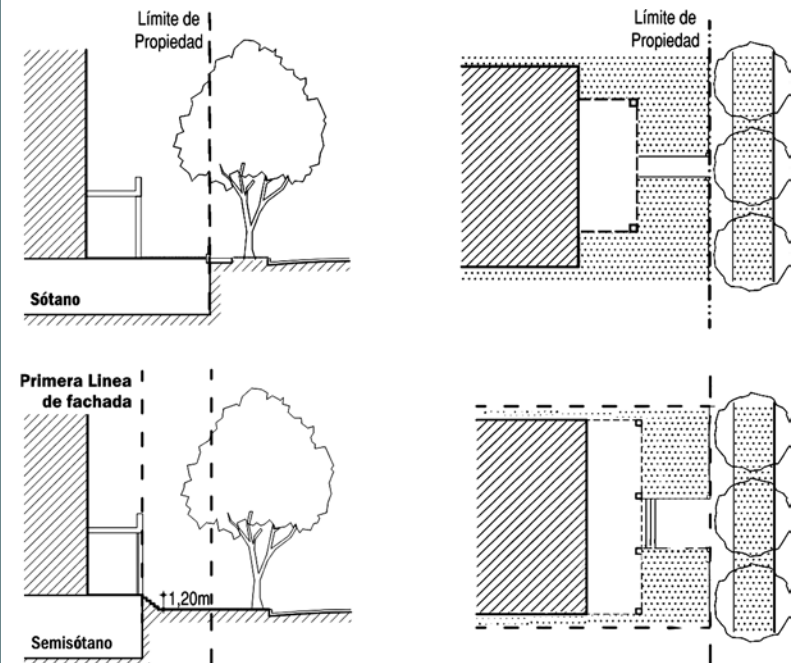 Límite de
Propiedad
Límite de
Propiedad
Sótano
Primera Linea
de fachada
1,20m
Semisótano